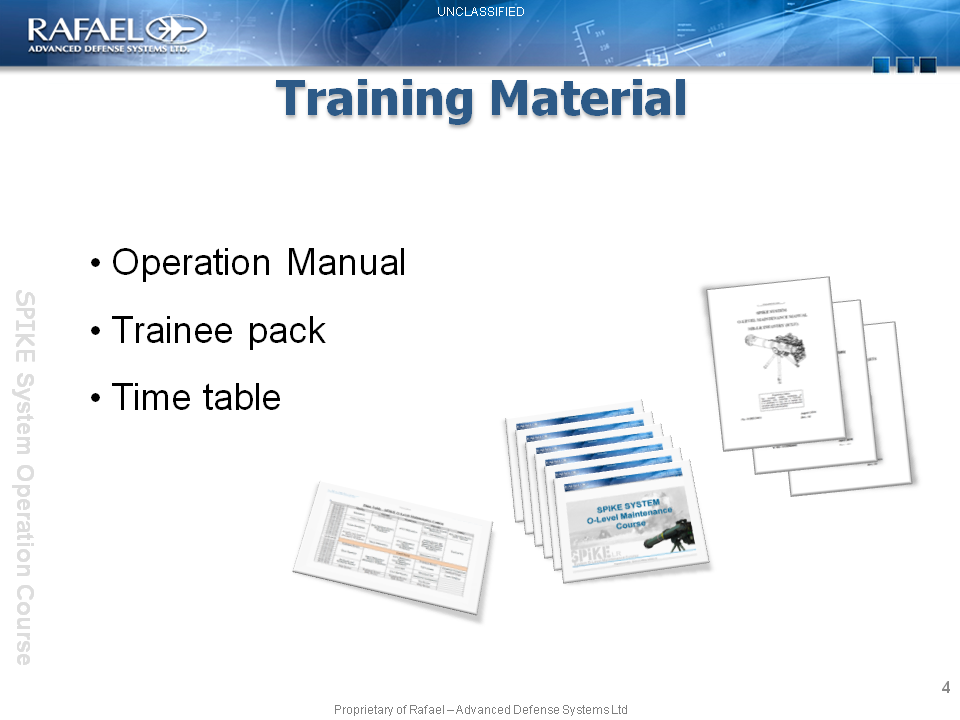 UNCLASSIFIED
RAFAEL
ADVANCED DEFENSE SYSTEMS LTD.
Training Material
• Operation Manual
• Trainee pack
• Time table
SPIKE System Operation Course
SPIKE SYSTEM
O-Level Maintenance
Course
SPIKE
4
Proprietary of Rafael – Advanced Defense Systems Ltd